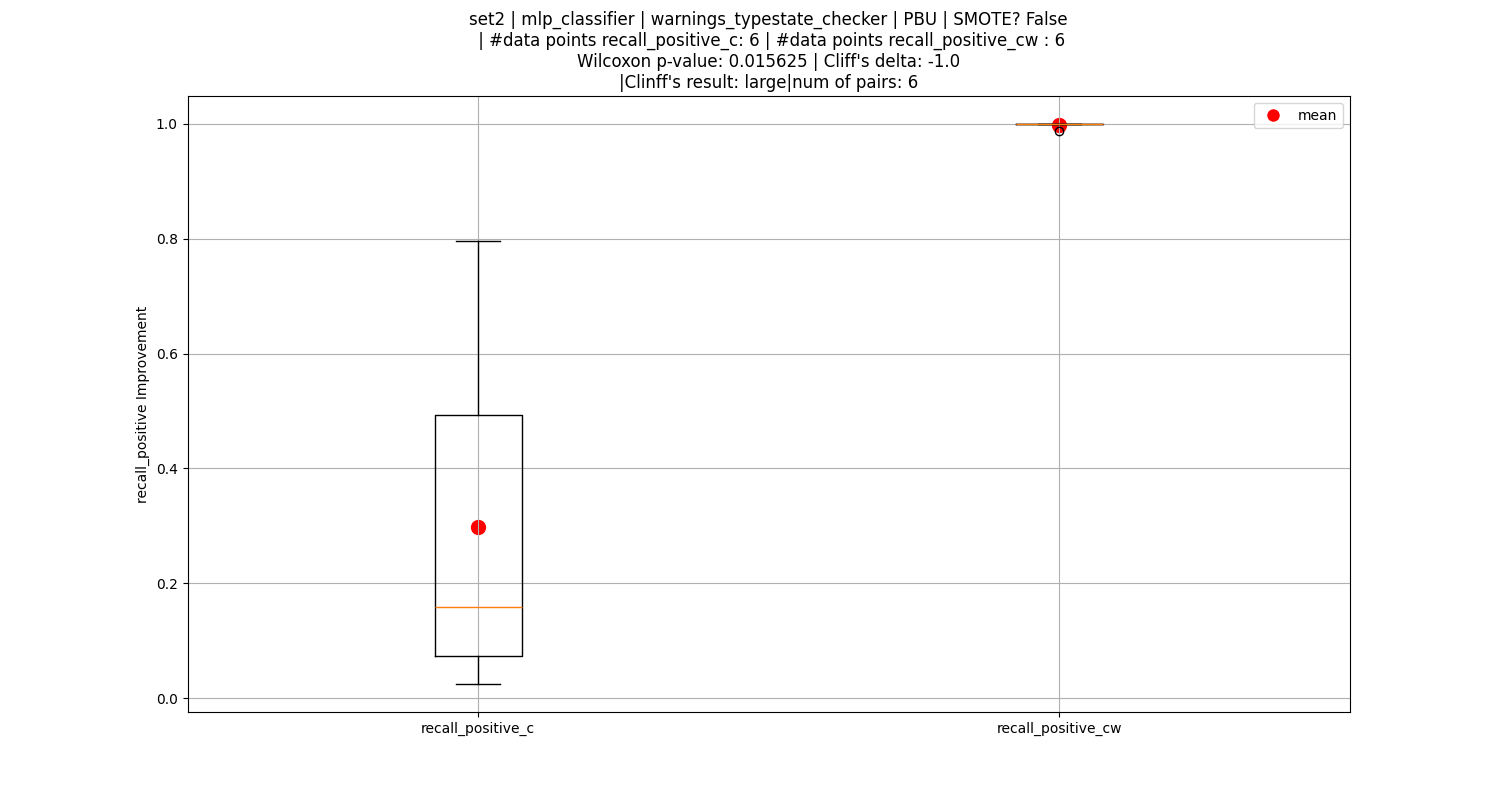 set2 | mlp_classifier | warnings_typestate_checker | PBU | SMOTE? False
| #data points recall_positive_c: 6 | #data points recall_positive_cw : 6
Wilcoxon p-value: 0.015625 | Cliff's delta: -1.0
|Clinff's result: large|num of pairs: 6
mean
recall_positive Improvement
1.0
0.8
0.6
0.4
0.2
0.0
recall_positive_c
recall_positive_cw